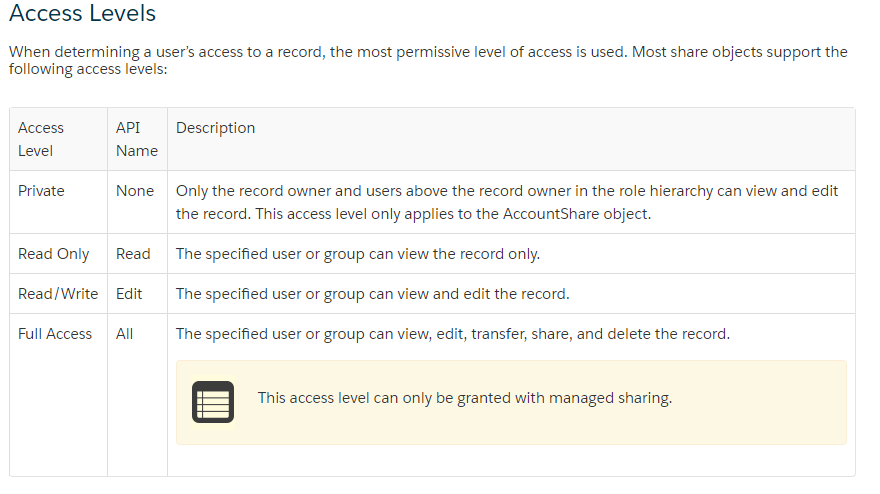 Access Levels
When determining a user's access to a record, the most permissive level of access is used. Most share objects support the
following access levels:
Access Level
API Name
Description
Private
None
Only the record owner and users above the record owner in the role hierarchy can view and edit
the record. This access level only applies to the AccountShare object.
Read Only
Read
The specified user or group can view the record only.
Read/Write
Edit
The specified user or group can view and edit the record.
Full Access
All
The specified user or group can view, edit, transfer, share, and delete the record.
This access level can only be granted with managed sharing.